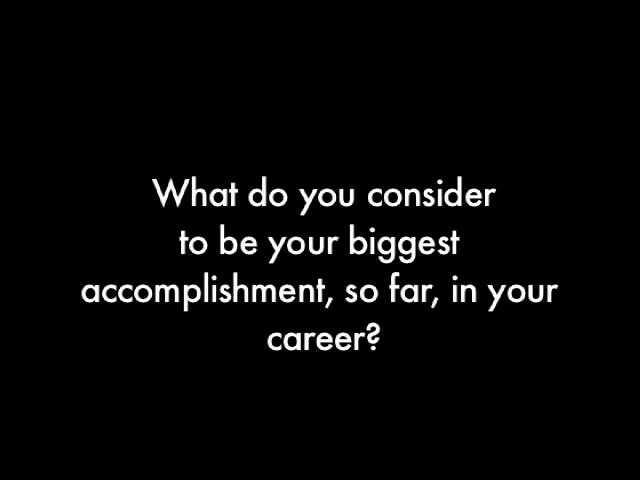 What do you consider
to be your biggest
accomplishment, so far, in your
career?